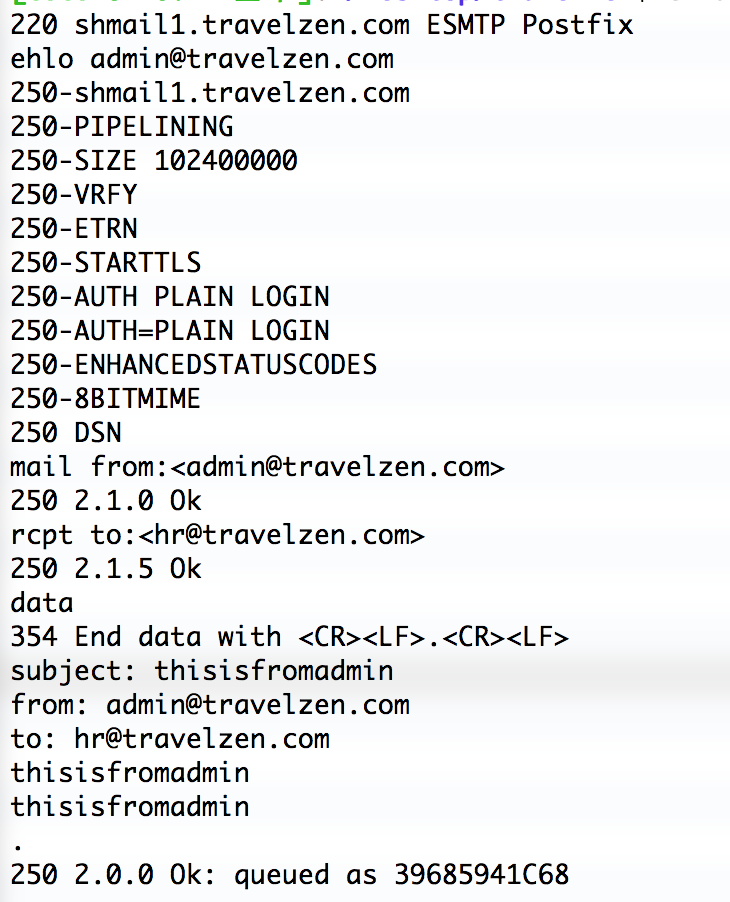 220 shmail1.travelzen.com ESMTP Postfix
ehlo admin@travelzen.com
250-shmail1.travelzen.com
250-PIPELINING
250-SIZE 102400000
250-VRFY
250-ETRN
250-STARTTLS
250-AUTH PLAIN LOGIN
250-AUTH=PLAIN LOGIN
250-ENHANCEDSTATUSCODES
250-8BITMIME
250 DSN
mail from:<admin@travelzen.com>
250 2.1.0 Ok
rcpt to:<hr@travelzen.com>
250 2.1.5 Ok
data
354 End data with <CR><LF>.<CR><LF>
subject: thisisfromadmin
from: admin@travelzen.com
to: hr@travelzen.com
thisisfromadmin
thisisfromadmin
.
250 2.0.0 Ok: queued as 39685941C68